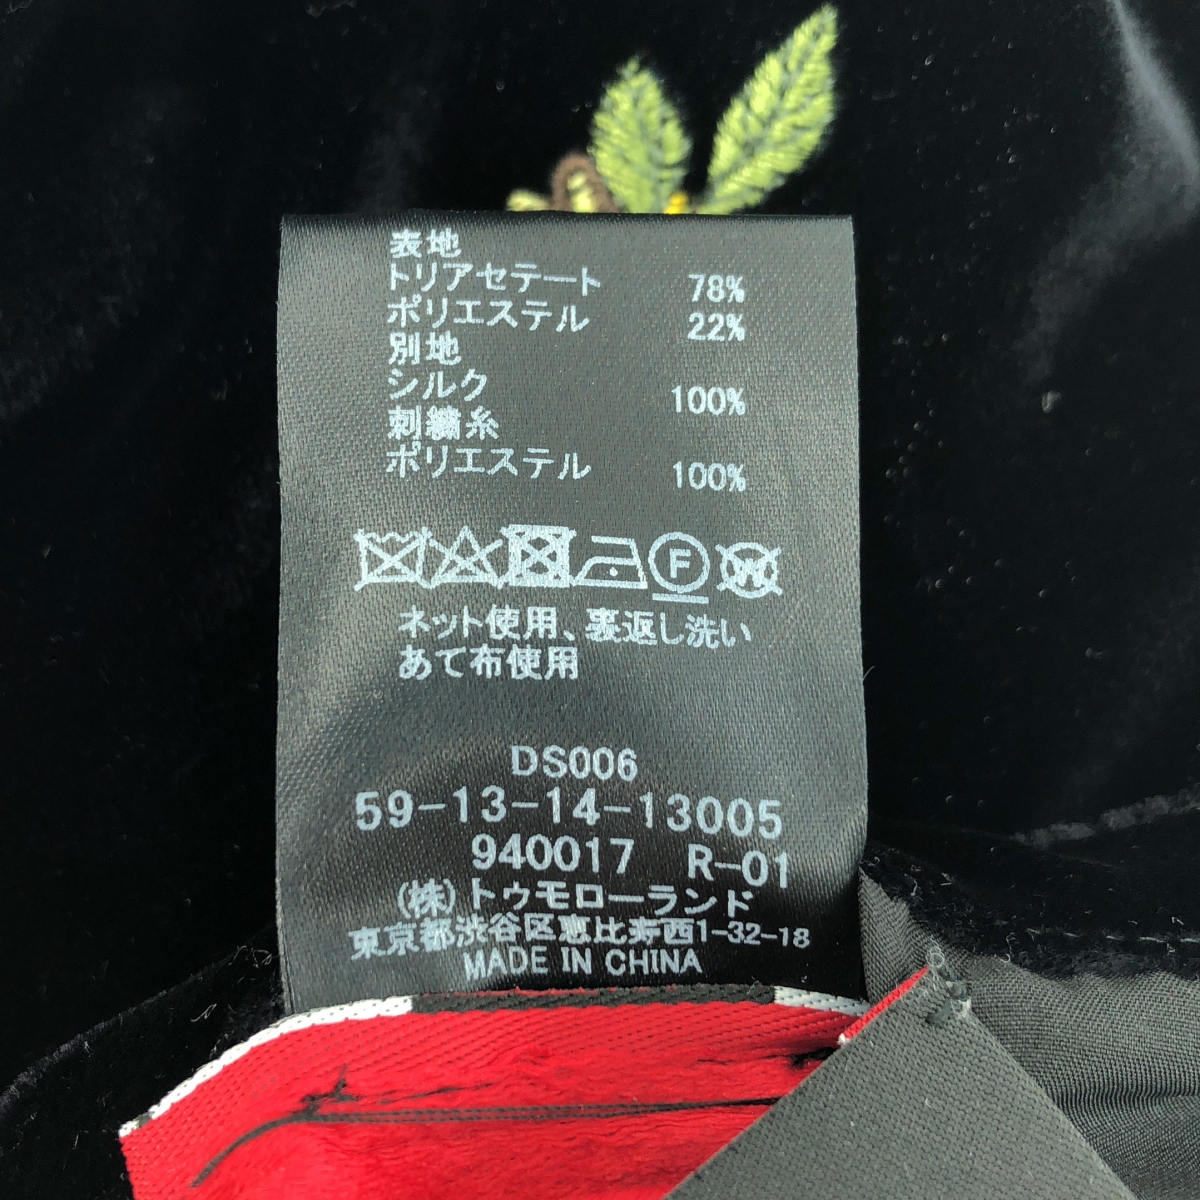 表地
トリアセテート 78%
ポリエステル 22%
別地
シルク 100%
刺繍糸
ポリエステル 100%
F W
ネット使用、裏返し洗い
あて布使用
DS006
59-13-14-13005
940017 R-01
(株)トゥモローランド
東京都渋谷区恵比寿西1-32-18
MADE IN CHINA